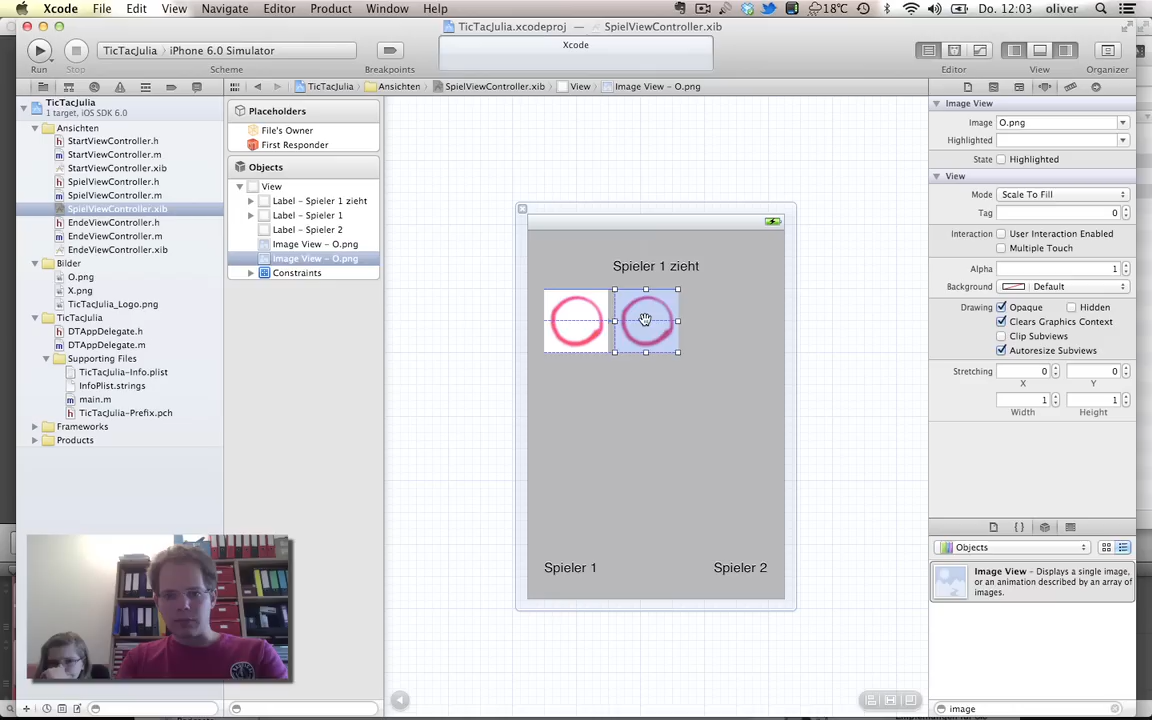 Xcode File Edit View Navigate Editor Product Window Help 18°C Do. 12:03 oliver
TicTacJulia.xcodeproj SpielViewController.xib
TicTacJulia iPhone 6.0 Simulator
Xcode
Run Stop Scheme Breakpoints Editor View Organizer
TicTacJulia
1 target, iOS SDK 6.0
Ansichten
StartViewController.h
StartViewController.m
StartViewController.xib
SpielViewController.h
SpielViewController.m
SpielViewController.xib
EndeViewController.h
EndeViewController.m
EndeViewController.xib
Bilder
O.png
X.png
TicTacJulia_Logo.png
TicTacJulia
DTAppDelegate.h
DTAppDelegate.m
Supporting Files
TicTacJulia-Info.plist
InfoPlist.strings
main.m
TicTacJulia-Prefix.pch
Frameworks
Products
TicTacJulia Ansichten SpielViewController.xib View Image View - O.png
Placeholders
File's Owner
First Responder
Objects
View
Label - Spieler 1 zieht
Label - Spieler 1
Label - Spieler 2
Image View - O.png
Image View - O.png
Constraints
Spieler 1 zieht
Spieler 1 Spieler 2
Image View
Image O.png
Highlighted
State Highlighted
View
Mode Scale To Fill
Tag 0
Interaction User Interaction Enabled
Multiple Touch
Alpha 1
Background Default
Drawing Opaque Hidden
Clears Graphics Context
Clip Subviews
Autoresize Subviews
Stretching 0 0
X Y
1 1
Width Height
Objects
Image View - Displays a single image, or an animation described by an array of images.
image